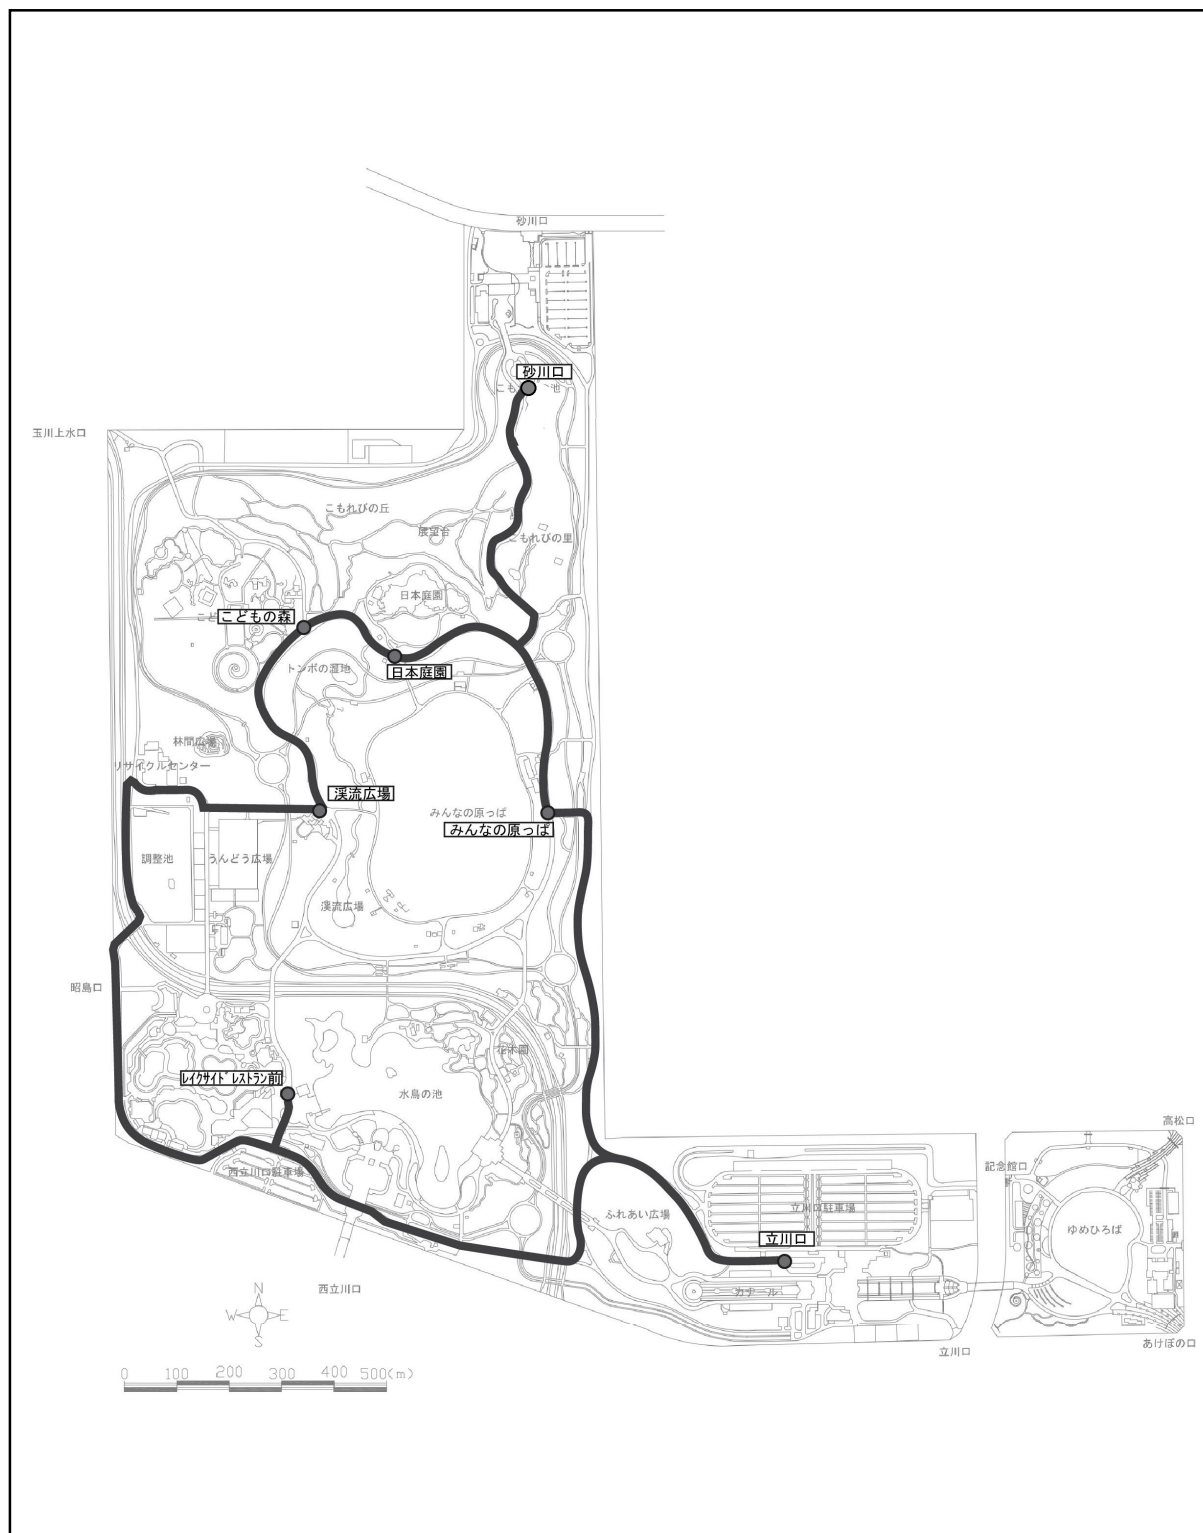 砂川口
砂川口
玉川上水口
こもれびの丘
展望台
こもれびの里
日本庭園
こどもの森
日本庭園
トンボの湿地
林間広場
リサイクルセンター
渓流広場
みんなの原っぱ
みんなの原っぱ
調整池
うんどう広場
渓流広場
昭島口
花木園
ﾚｲｸｻｲﾄﾞﾚｽﾄﾗﾝ前
水鳥の池
高松口
記念館口
西立川口駐車場
立川口駐車場
ふれあい広場
ゆめひろば
立川口
西立川口
カナール
あけぼの口
立川口
N
W
E
S
0 100 200 300 400 500(m)